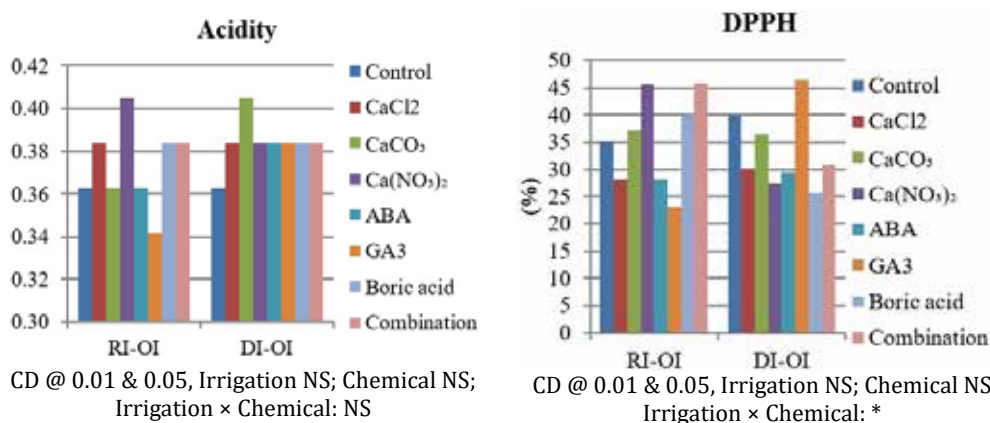 Acidity
0.42
0.40
0.38
0.36
0.34
0.32
0.30
RI-OI
DI-OI
Control
CaCl2
CaCO₃
Ca(NO₃)₂
ABA
GA3
Boric acid
Combination
CD @ 0.01 & 0.05, Irrigation NS; Chemical NS;
Irrigation × Chemical: NS
DPPH
(%)
50
45
40
35
30
25
20
15
10
5
0
RI-OI
DI-OI
Control
CaCl2
CaCO₃
Ca(NO₃)₂
ABA
GA3
Boric acid
Combination
CD @ 0.01 & 0.05, Irrigation NS; Chemical NS
Irrigation × Chemical: *